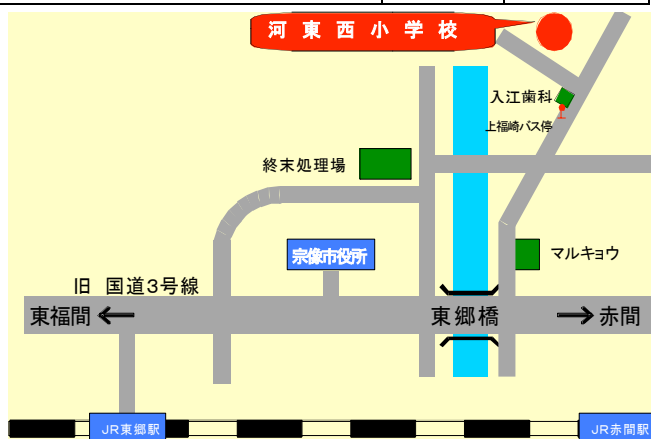 河東西小学校
入江歯科
上福崎バス停
終末処理場
宗像市役所
マルキョウ
旧 国道3号線
東福間
東郷橋
赤間
JR東郷駅
JR赤間駅